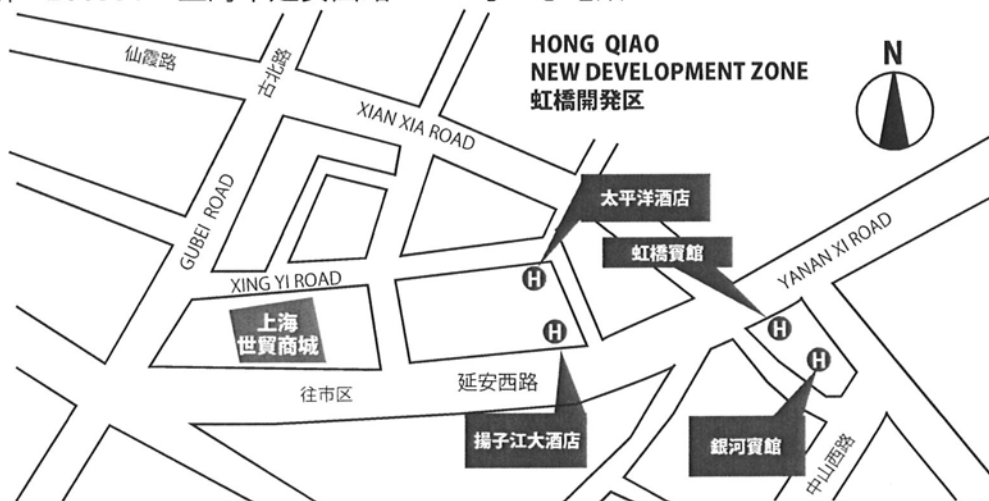 HONG QIAO
NEW DEVELOPMENT ZONE
虹橋開発区
N
仙霞路
古北路
XIAN XIA ROAD
GUBEI ROAD
太平洋酒店
虹橋賓館
YANAN XI ROAD
XING YI ROAD
H
H
H
H
上海
世貿商城
往市区
延安西路
揚子江大酒店
銀河賓館
中山西路